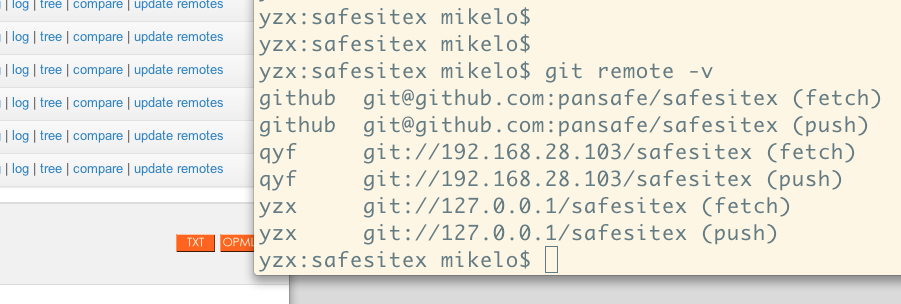 | log | tree | compare | update remotes
| log | tree | compare | update remotes
| log | tree | compare | update remotes
| log | tree | compare | update remotes
| log | tree | compare | update remotes
| log | tree | compare | update remotes
TXT OPML
yzx:safesitex mikelo$
yzx:safesitex mikelo$
yzx:safesitex mikelo$ git remote -v
github git@github.com:pansafe/safesitex (fetch)
github git@github.com:pansafe/safesitex (push)
qyf git://192.168.28.103/safesitex (fetch)
qyf git://192.168.28.103/safesitex (push)
yzx git://127.0.0.1/safesitex (fetch)
yzx git://127.0.0.1/safesitex (push)
yzx:safesitex mikelo$